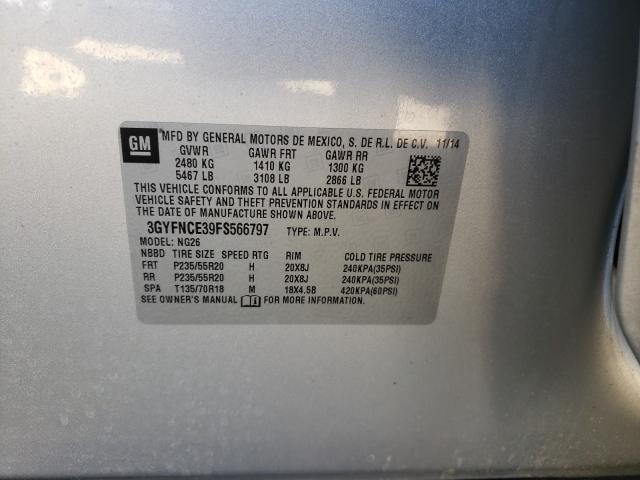 GM
MFD BY GENERAL MOTORS DE MEXICO, S. DE R.L. DE C.V. 11/14
GVWR GAWR FRT GAWR RR
2480 KG 1410 KG 1300 KG
5467 LB 3108 LB 2866 LB
THIS VEHICLE CONFORMS TO ALL APPLICABLE U.S. FEDERAL MOTOR
VEHICLE SAFETY AND THEFT PREVENTION STANDARDS IN EFFECT
ON THE DATE OF MANUFACTURE SHOWN ABOVE.
3GYFNCE39FS566797 TYPE: M.P.V.
MODEL: NG26
NBBD TIRE SIZE SPEED RTG RIM COLD TIRE PRESSURE
FRT P235/55R20 H 20X8J 240KPA(35PSI)
RR P235/55R20 H 20X8J 240KPA(35PSI)
SPA T135/70R18 M 18X4.5B 420KPA(60PSI)
SEE OWNER'S MANUAL FOR MORE INFORMATION.